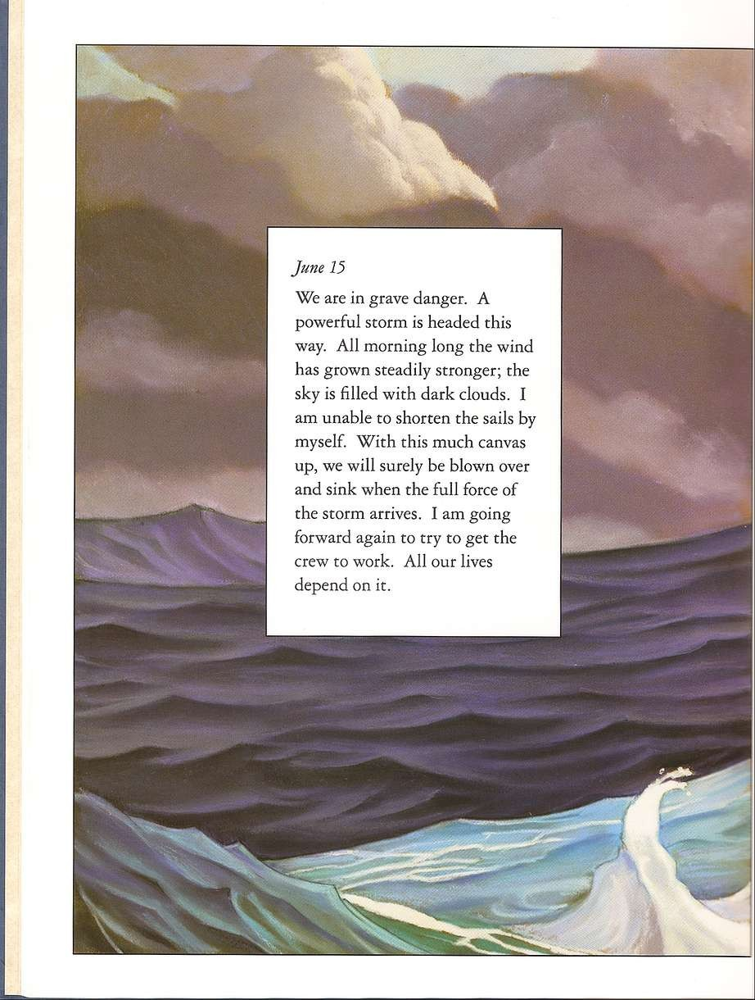 June 15
We are in grave danger. A
powerful storm is headed this
way. All morning long the wind
has grown steadily stronger; the
sky is filled with dark clouds. I
am unable to shorten the sails by
myself. With this much canvas
up, we will surely be blown over
and sink when the full force of
the storm arrives. I am going
forward again to try to get the
crew to work. All our lives
depend on it.